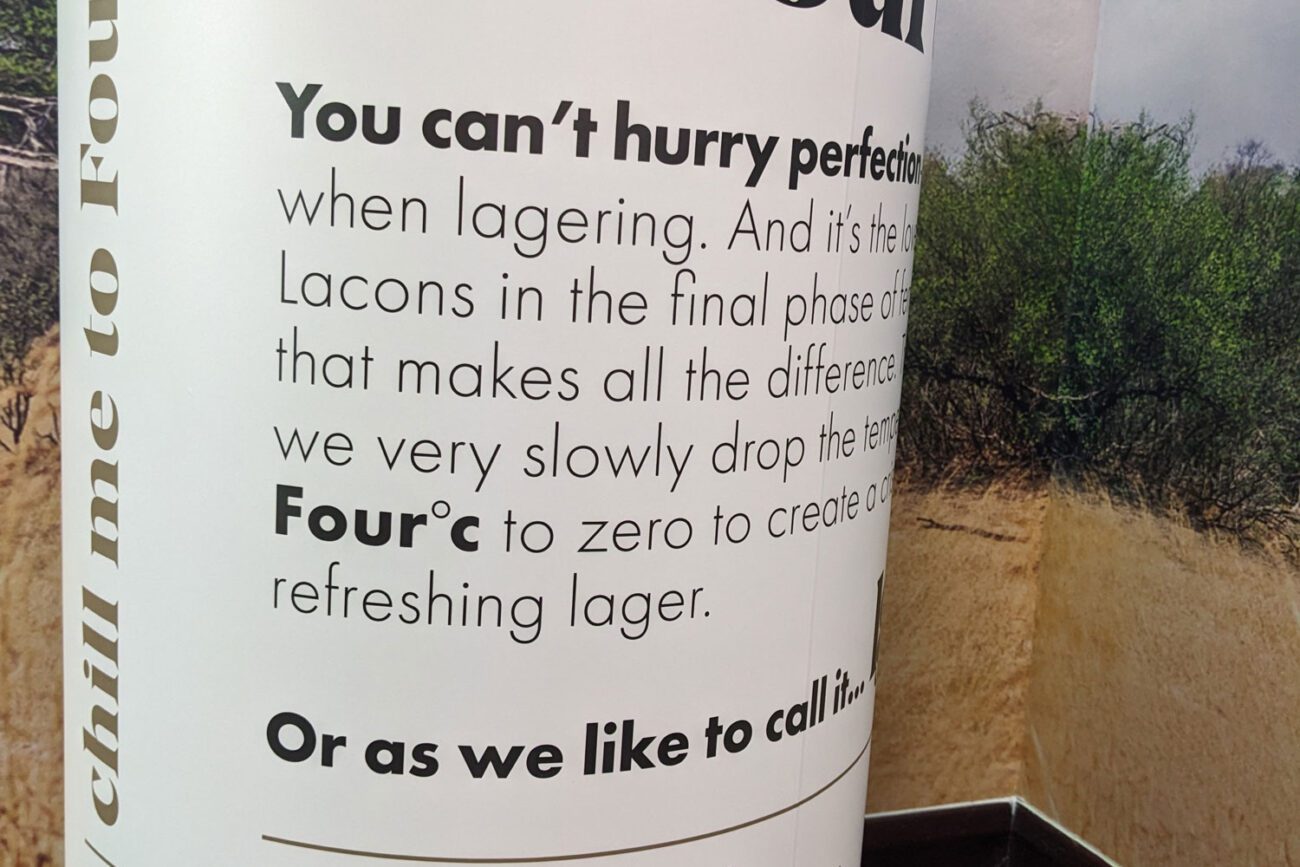 chill me to Fou
You can't hurry perfection
when lagering. And it's the
Lacons in the final phase of
that makes all the difference.
we very slowly drop the
Four°c to zero to create a
refreshing lager.
Or as we like to call it...